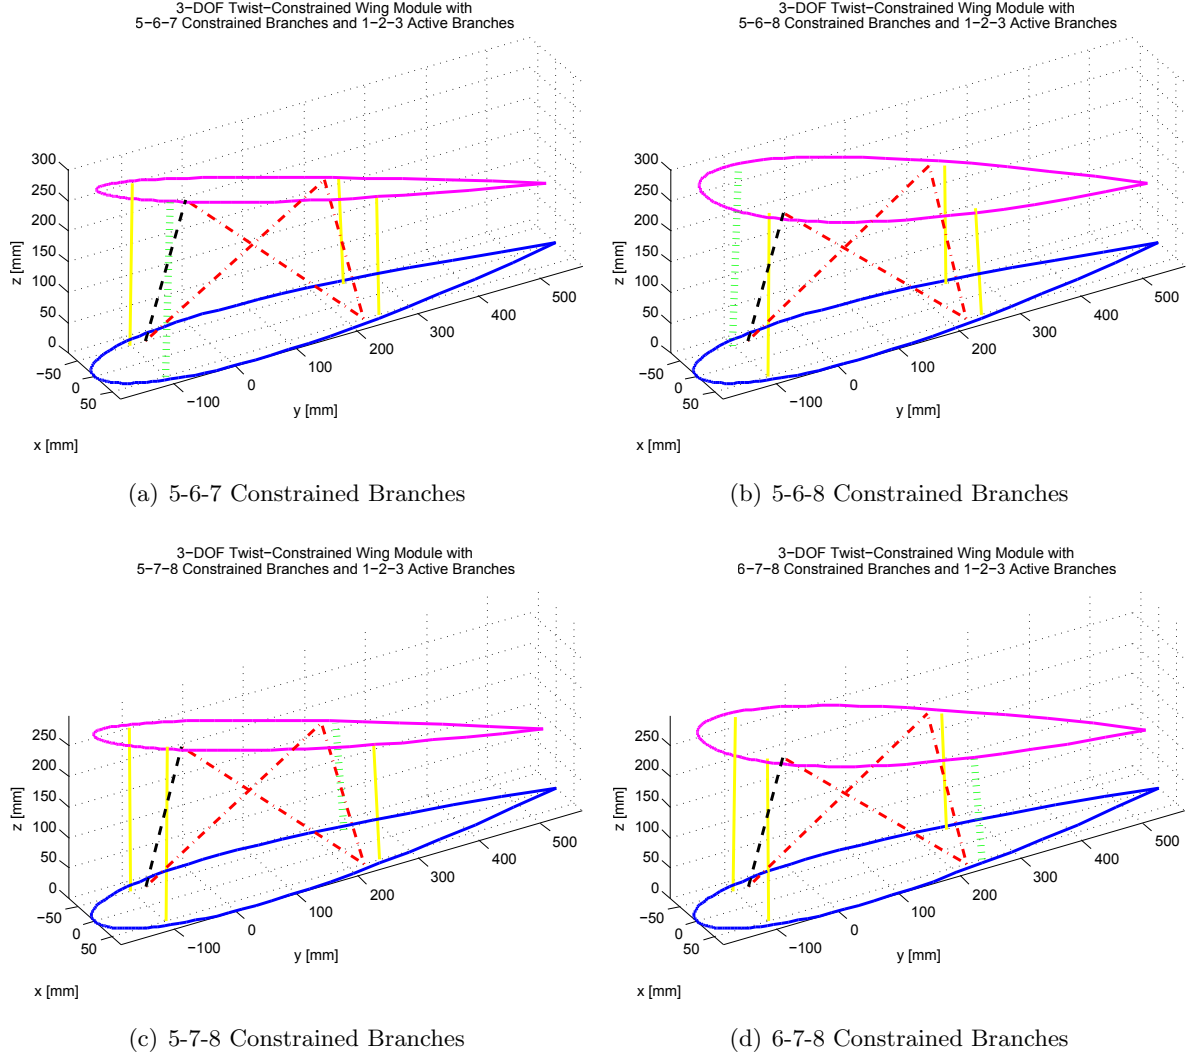 3−DOF Twist−Constrained Wing Module with
5−6−7 Constrained Branches and 1−2−3 Active Branches
300
250
200
150
100
50
0
z [mm]
−50
0
50
x [mm]
−100
0
100
200
300
400
500
y [mm]
(a) 5-6-7 Constrained Branches
3−DOF Twist−Constrained Wing Module with
5−6−8 Constrained Branches and 1−2−3 Active Branches
300
250
200
150
100
50
0
z [mm]
−50
0
50
x [mm]
−100
0
100
200
300
400
500
y [mm]
(b) 5-6-8 Constrained Branches
3−DOF Twist−Constrained Wing Module with
5−7−8 Constrained Branches and 1−2−3 Active Branches
250
200
150
100
50
0
z [mm]
−50
0
50
x [mm]
−100
0
100
200
300
400
500
y [mm]
(c) 5-7-8 Constrained Branches
3−DOF Twist−Constrained Wing Module with
6−7−8 Constrained Branches and 1−2−3 Active Branches
250
200
150
100
50
0
z [mm]
−50
0
50
x [mm]
−100
0
100
200
300
400
500
y [mm]
(d) 6-7-8 Constrained Branches